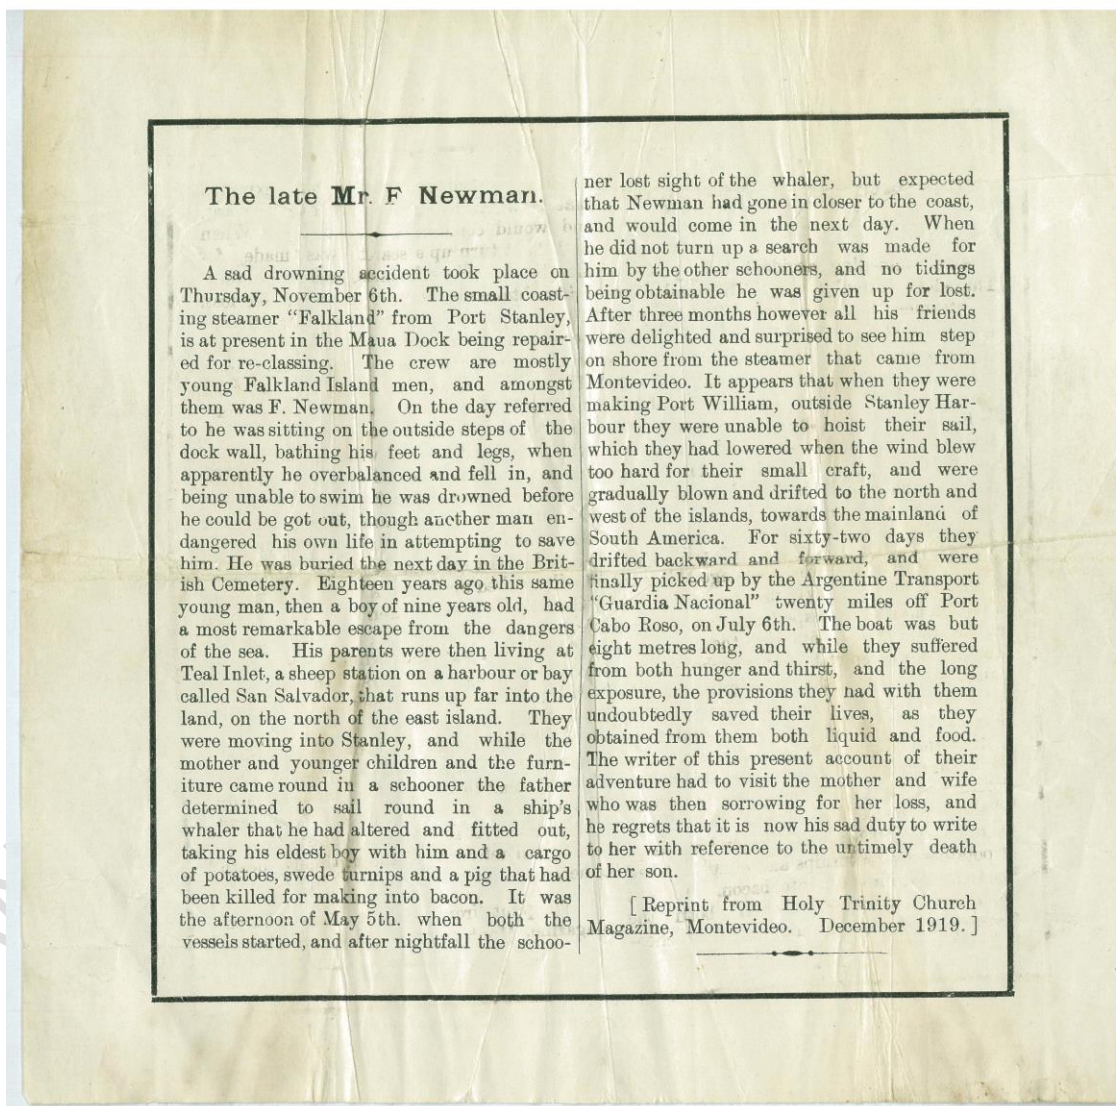 The late Mr. F Newman.
A sad drowning accident took place on
Thursday, November 6th. The small coast-
ing steamer "Falkland" from Port Stanley,
is at present in the Maua Dock being repair-
ed for re-classing. The crew are mostly
young Falkland Island men, and amongst
them was F. Newman. On the day referred
to he was sitting on the outside steps of the
dock wall, bathing his feet and legs, when
apparently he overbalanced and fell in, and
being unable to swim he was drowned before
he could be got out, though another man en-
dangered his own life in attempting to save
him. He was buried the next day in the Brit-
ish Cemetery. Eighteen years ago this same
young man, then a boy of nine years old, had
a most remarkable escape from the dangers
of the sea. His parents were then living at
Teal Inlet, a sheep station on a harbour or bay
called San Salvador, that runs up far into the
land, on the north of the east island. They
were moving into Stanley, and while the
mother and younger children and the furn-
iture came round in a schooner the father
determined to sail round in a ship's
whaler that he had altered and fitted out,
taking his eldest boy with him and a cargo
of potatoes, swede turnips and a pig that had
been killed for making into bacon. It was
the afternoon of May 5th. when both the
vessels started, and after nightfall the schoo-
ner lost sight of the whaler, but expected
that Newman had gone in closer to the coast,
and would come in the next day. When
he did not turn up a search was made for
him by the other schooners, and no tidings
being obtainable he was given up for lost.
After three months however all his friends
were delighted and surprised to see him step
on shore from the steamer that came from
Montevideo. It appears that when they were
making Port William, outside Stanley Har-
bour they were unable to hoist their sail,
which they had lowered when the wind blew
too hard for their small craft, and were
gradually blown and drifted to the north and
west of the islands, towards the mainland of
South America. For sixty-two days they
drifted backward and forward, and were
finally picked up by the Argentine Transport
"Guardia Nacional" twenty miles off Port
Cabo Roso, on July 6th. The boat was but
eight metres long, and while they suffered
from both hunger and thirst, and the long
exposure, the provisions they had with them
undoubtedly saved their lives, as they
obtained from them both liquid and food.
The writer of this present account of their
adventure had to visit the mother and wife
who was then sorrowing for her loss, and
he regrets that it is now his sad duty to write
to her with reference to the untimely death
of her son.
[ Reprint from Holy Trinity Church
Magazine, Montevideo. December 1919. ]